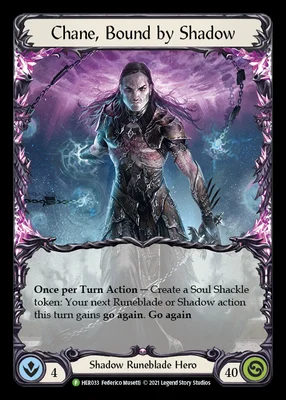 Chane, Bound by Shadow
Once per Turn Action – Create a Soul Shackle
token: Your next Runeblade or Shadow action
this turn gains go again. Go again
4
Shadow Runeblade Hero
40
F HER033 Federico Musetti © 2021 Legend Story Studios